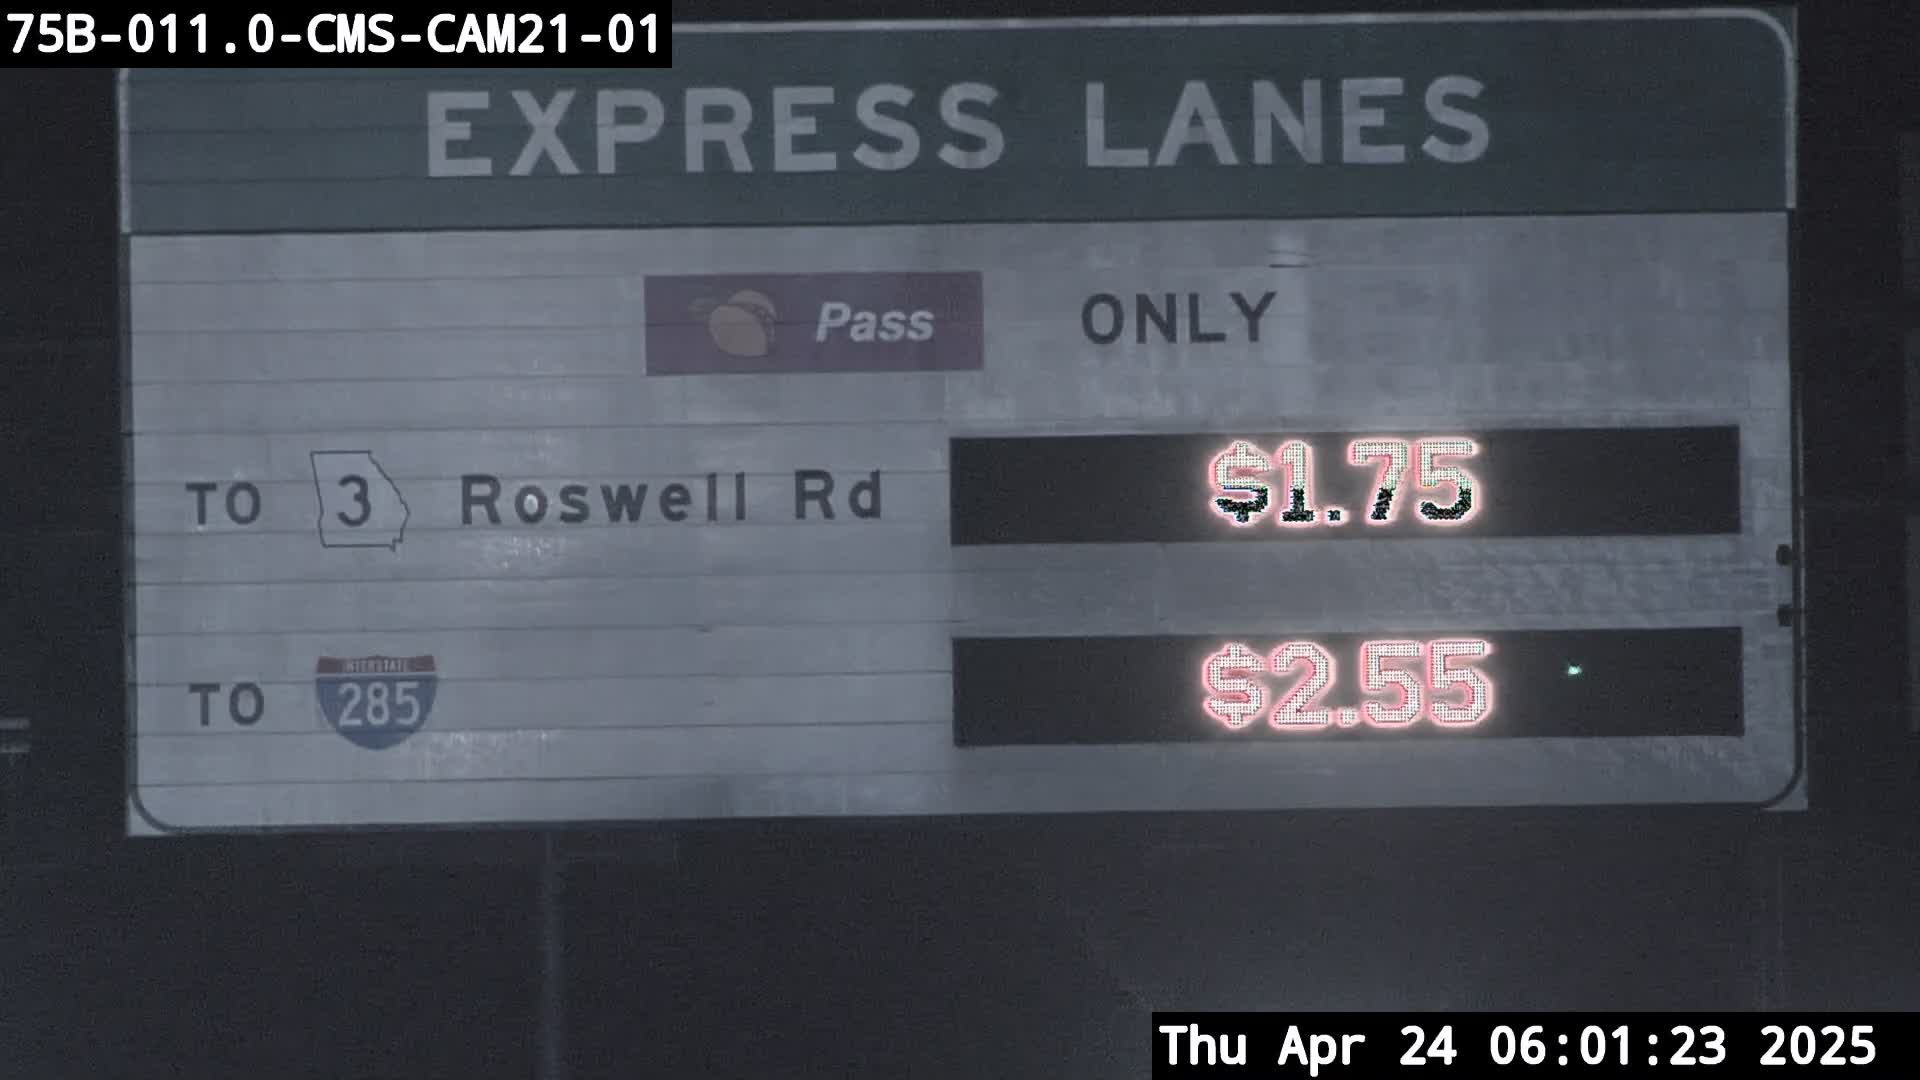 75B-011.0-CMS-CAM21-01
EXPRESS LANES
Pass ONLY
TO 3 Roswell Rd $1.75
INTERSTATE
TO 285 $2.55
Thu Apr 24 06:01:23 2025